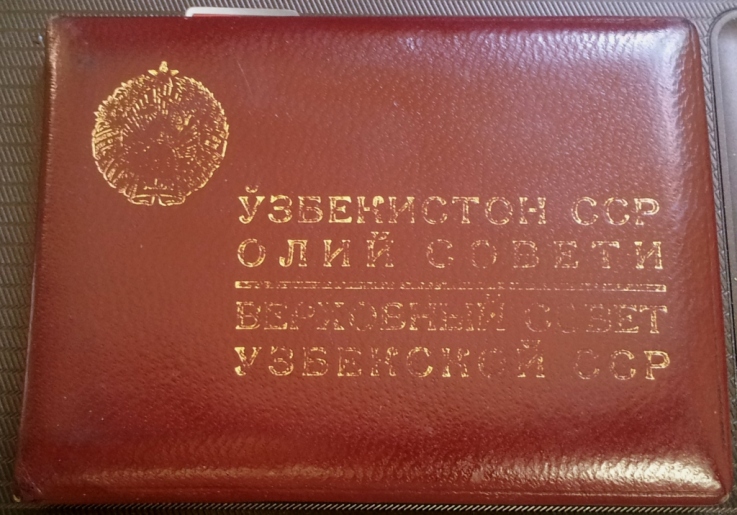 ЎЗБЕКИСТОН ССР
ОЛИЙ СОВЕТИ
ВЕРХОВНЫЙ СОВЕТ
УЗБЕКСКОЙ ССР